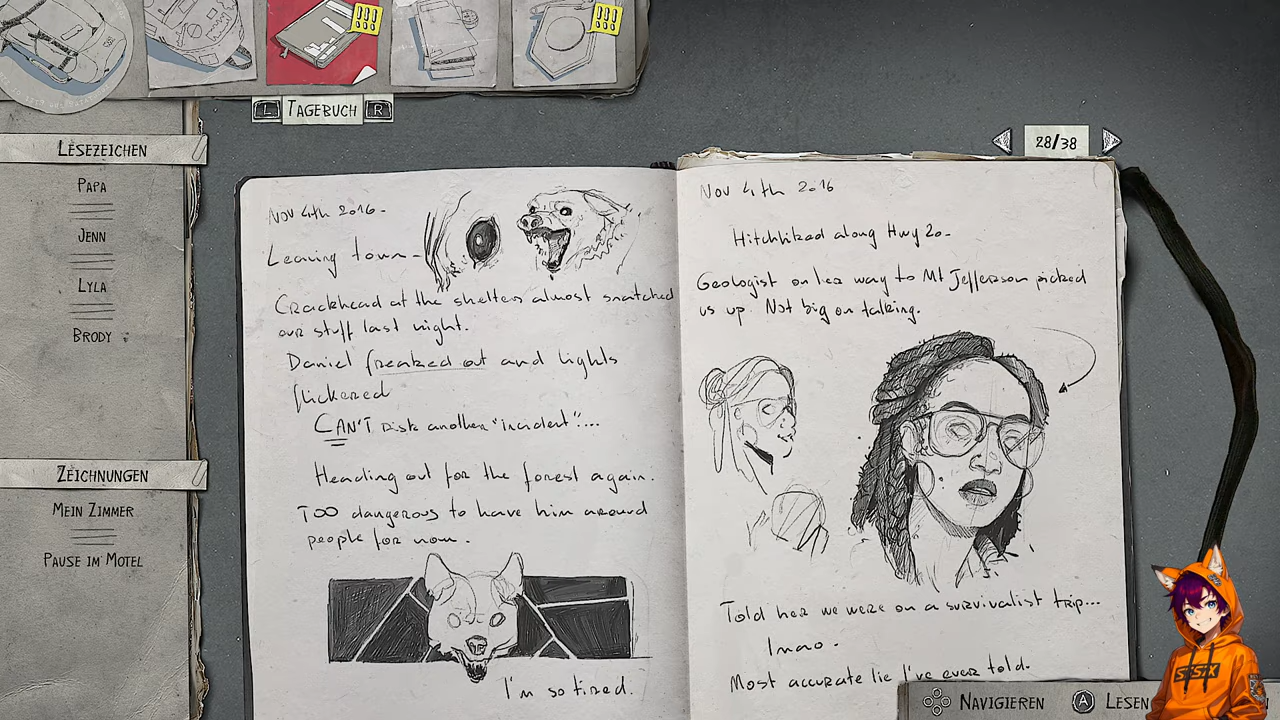 L TAGEBUCH R
LESEZEICHEN
PAPA
JENN
LYLA
BRODY
ZEICHNUNGEN
MEIN ZIMMER
PAUSE IM MOTEL
28/38
Nov 4th 2016-
Leaving town-
Crackhead at the shelter almost snatched
our stuff last night.
Daniel freaked out and lights
flickered
CAN'T risk another "incident"...
Heading out for the forest again.
TOO dangerous to have him around
people for now.
I'm so tired.
Nov 4th 2016
Hitchhiked along Hwy 20-
Geologist on her way to Mt Jefferson picked
us up. Not big on talking.
Told her we were on a survivalist trip...
lmao.
Most accurate lie I've ever told.
NAVIGIEREN A LESEN